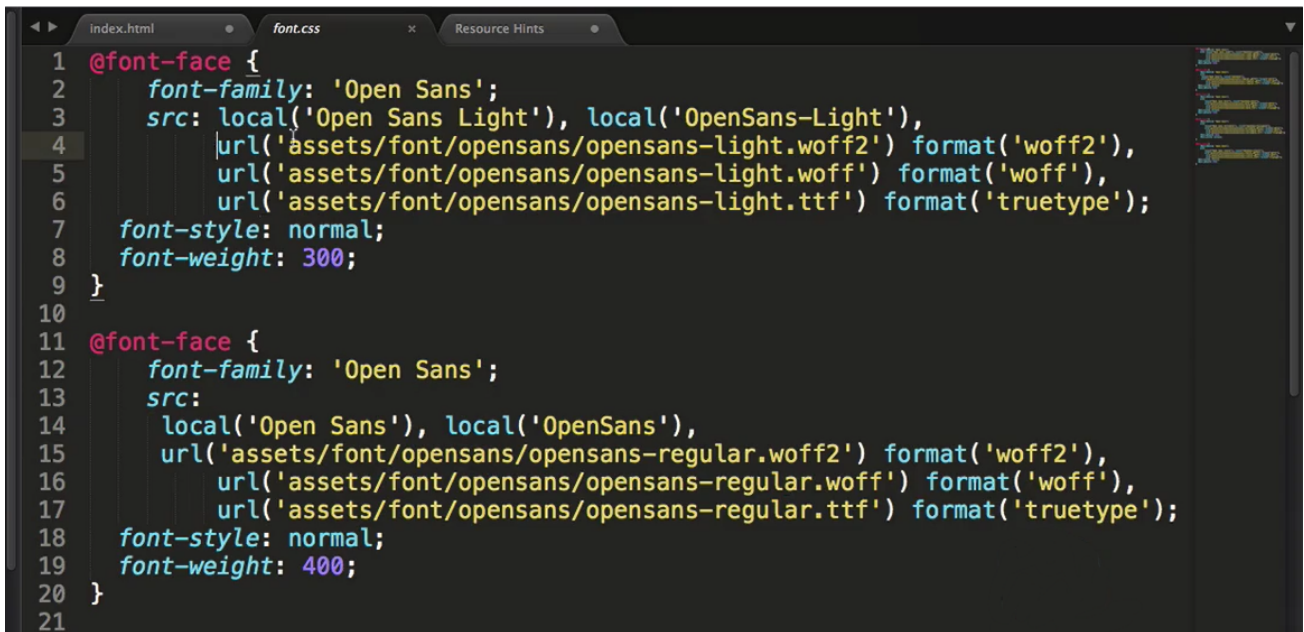 index.html font.css × Resource Hints
1 @font-face {
2 font-family: 'Open Sans';
3 src: local('Open Sans Light'), local('OpenSans-Light'),
4 url('assets/font/opensans/opensans-light.woff2') format('woff2'),
5 url('assets/font/opensans/opensans-light.woff') format('woff'),
6 url('assets/font/opensans/opensans-light.ttf') format('truetype');
7 font-style: normal;
8 font-weight: 300;
9 }
10
11 @font-face {
12 font-family: 'Open Sans';
13 src:
14 local('Open Sans'), local('OpenSans'),
15 url('assets/font/opensans/opensans-regular.woff2') format('woff2'),
16 url('assets/font/opensans/opensans-regular.woff') format('woff'),
17 url('assets/font/opensans/opensans-regular.ttf') format('truetype');
18 font-style: normal;
19 font-weight: 400;
20 }
21